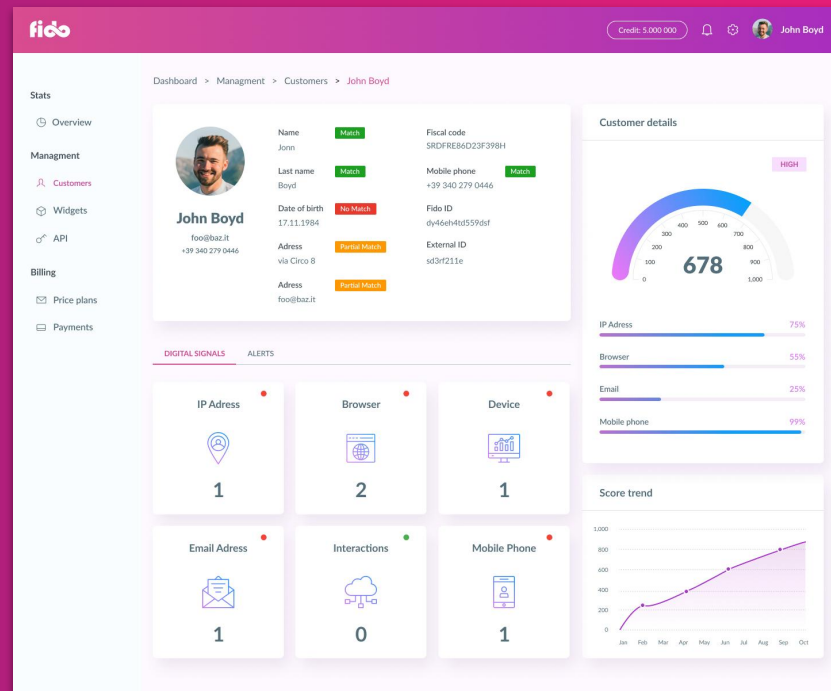 fido
Credit: 5.000 000
John Boyd
Dashboard > Managment > Customers > John Boyd
Stats
Overview
Managment
Customers
Widgets
API
Billing
Price plans
Payments
John Boyd
foo@baz.it
+39 340 279 0446
Name Match
Jonn
Last name Match
Boyd
Date of birth No Match
17.11.1984
Adress Partial Match
via Circo 8
Adress Partial Match
foo@baz.it
Fiscal code
SRDFRE86D23F398H
Mobile phone Match
+39 340 279 0446
Fido ID
dy46eh4td559dsf
External ID
sd3rf211e
DIGITAL SIGNALS ALERTS
IP Adress
1
Browser
2
Device
1
Email Adress
1
Interactions
0
Mobile Phone
1
Customer details
HIGH
0 100 200 300 400 500 600 700 800 900 1,000
678
IP Adress 75%
Browser 55%
Email 25%
Mobile phone 99%
Score trend
1,000
800
600
400
200
0
Jan Feb Mar Apr May Jun Jul Aug Sep Oct